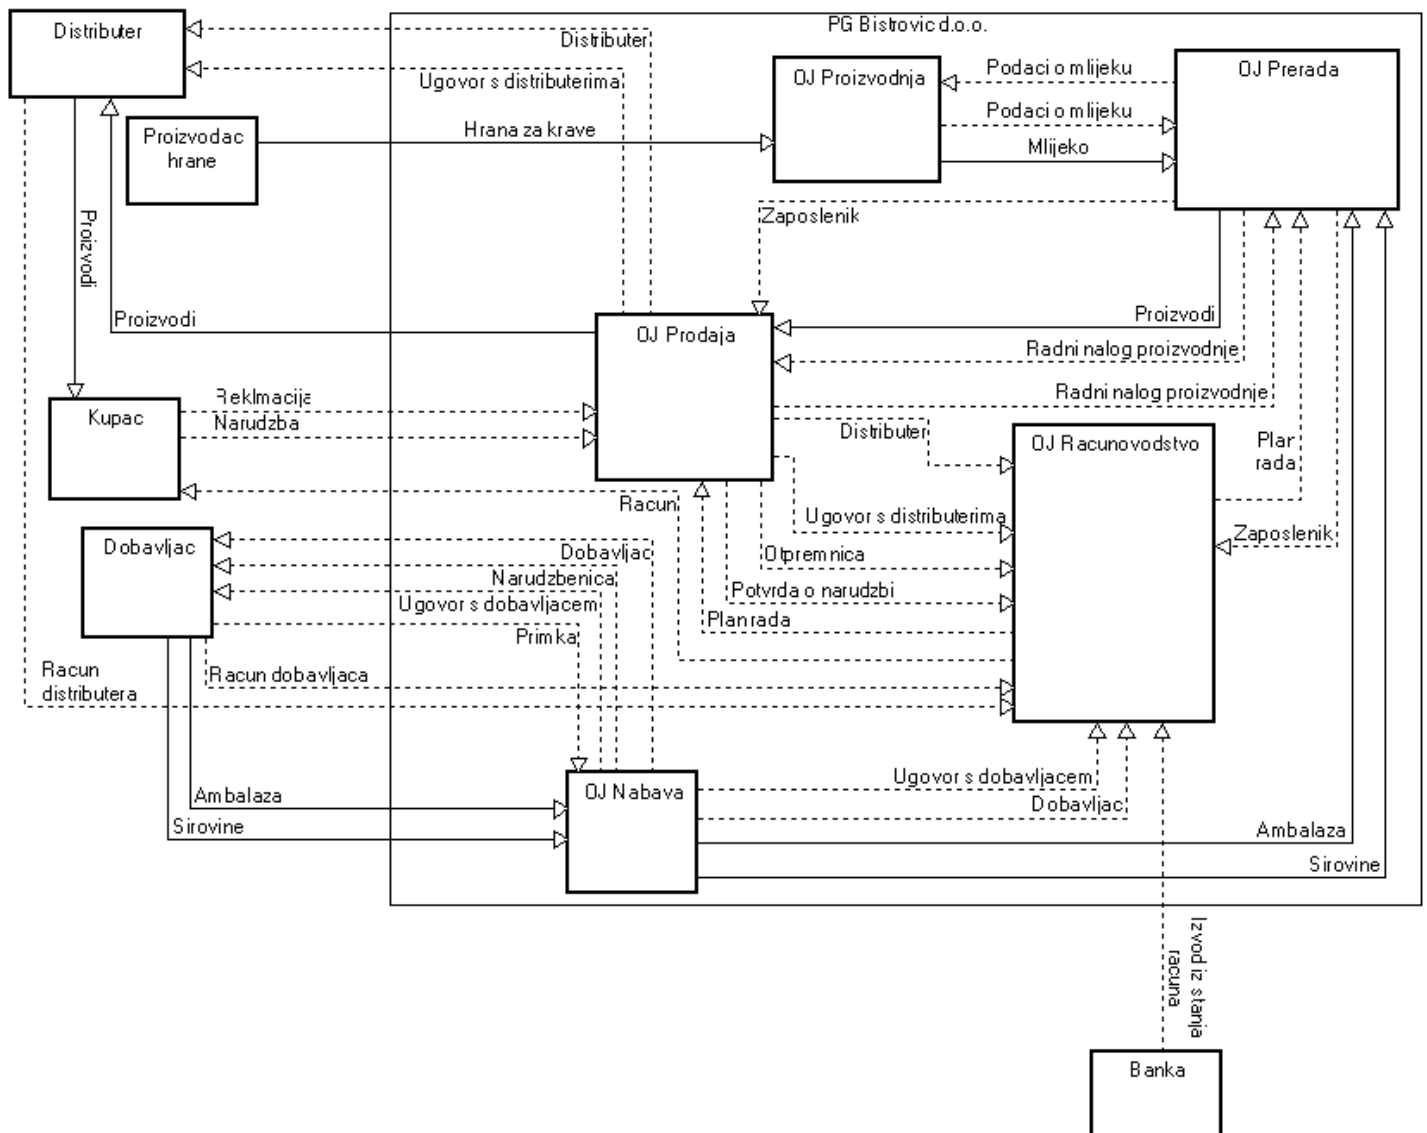 PG Bistrovic d.o.o.
Distributer
Distributer
Ugovor s distributerima
OJ Proizvodnja
Podaci o mlijeku
OJ Prerada
Podaci o mlijeku
Mlijeko
Proizvodac
hrane
Hrana za krave
Zaposlenik
Proizvodi
Proizvodi
OJ Prodaja
Proizvodi
Radni nalog proizvodnje
Radni nalog proizvodnje
Kupac
Reklmacija
Narudzba
Distributer
OJ Racunovodstvo
Plan
rada
Racun
Ugovor s distributerima
Zaposlenik
Dobavljac
Dobavljac
Narudzbenica
Ugovor s dobavljacem
Primka
Otpremnica
Potvrda o narudzbi
Plan rada
Racun
distributera
Racun dobavljaca
OJ Nabava
Ugovor s dobavljacem
Dobavljac
Ambalaza
Sirovine
Ambalaza
Sirovine
Izvod iz stanja
racuna
Banka